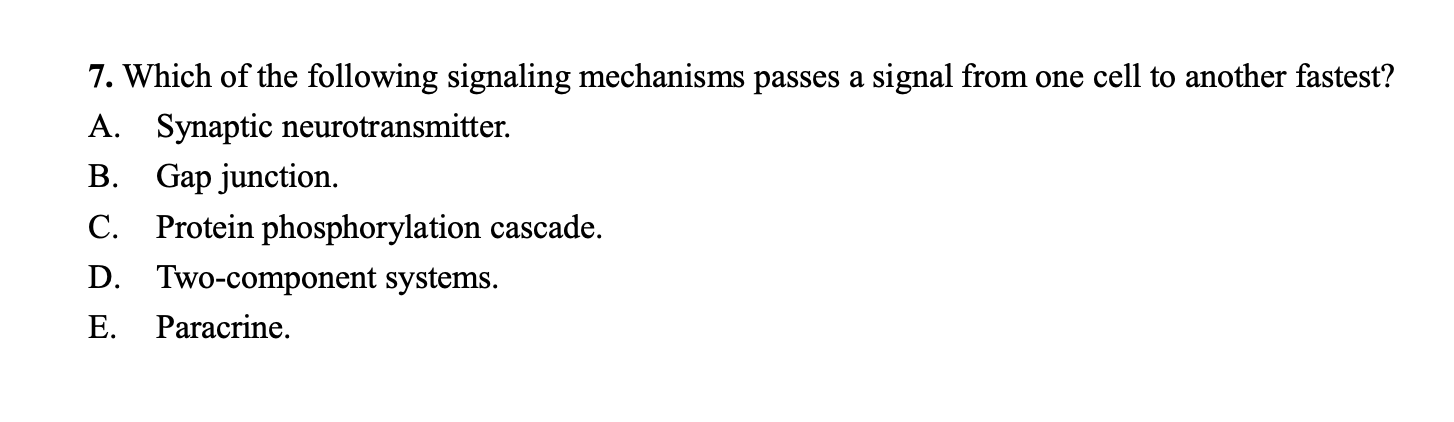 7. Which of the following signaling mechanisms passes a signal from one cell to another fastest?
A. Synaptic neurotransmitter.
B. Gap junction.
C. Protein phosphorylation cascade.
D. Two-component systems.
E. Paracrine.